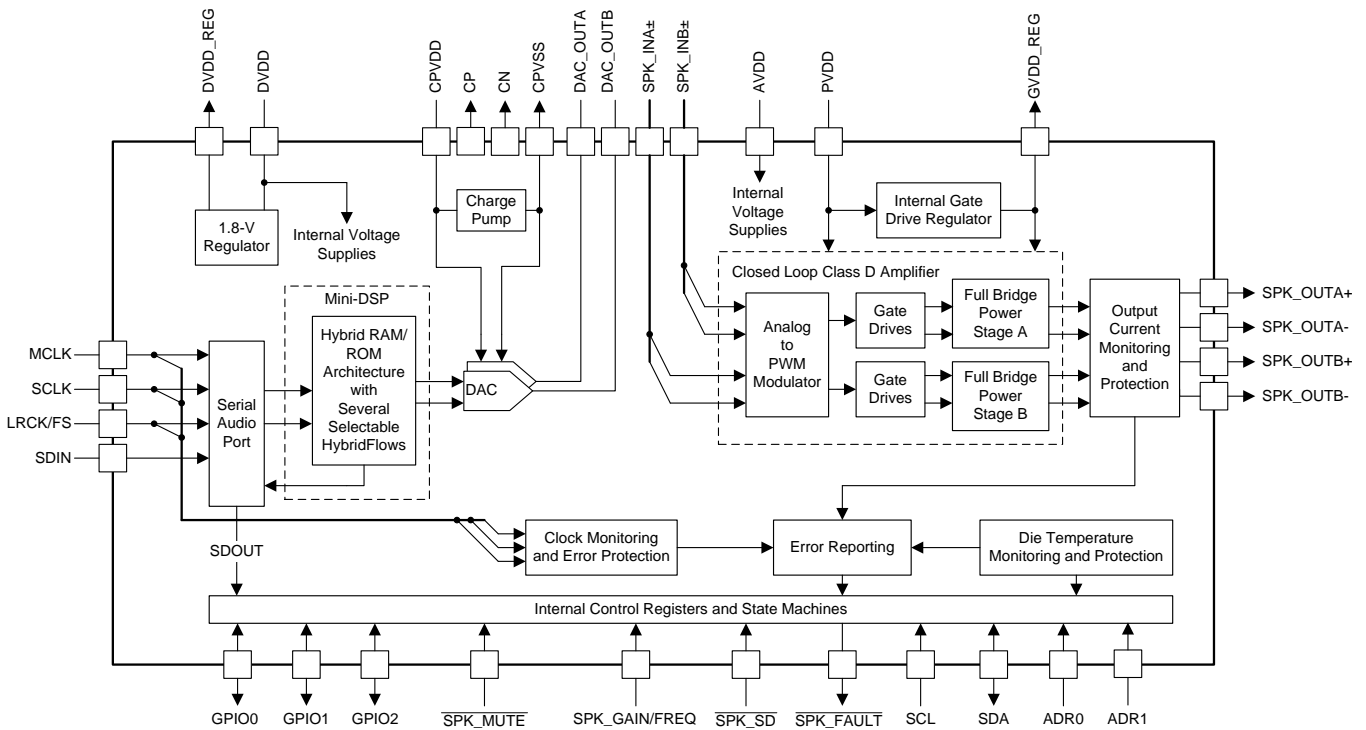 DVDD_REG
DVDD
CPVDD
CP
CN
CPVSS
DAC_OUTA
DAC_OUTB
SPK_INA±
SPK_INB±
AVDD
PVDD
GVDD_REG
1.8-V
Regulator
Internal Voltage
Supplies
Charge
Pump
Internal
Voltage
Supplies
Internal Gate
Drive Regulator
Mini-DSP
Closed Loop Class D Amplifier
MCLK
SCLK
LRCK/FS
SDIN
Serial
Audio
Port
Hybrid RAM/
ROM
Architecture
with
Several
Selectable
HybridFlows
DAC
Analog
to
PWM
Modulator
Gate
Drives
Gate
Drives
Full Bridge
Power
Stage A
Full Bridge
Power
Stage B
Output
Current
Monitoring
and
Protection
SPK_OUTA+
SPK_OUTA-
SPK_OUTB+
SPK_OUTB-
SDOUT
Clock Monitoring
and Error Protection
Error Reporting
Die Temperature
Monitoring and Protection
Internal Control Registers and State Machines
GPIO0
GPIO1
GPIO2
SPK_MUTE
SPK_GAIN/FREQ
SPK_SD
SPK_FAULT
SCL
SDA
ADR0
ADR1